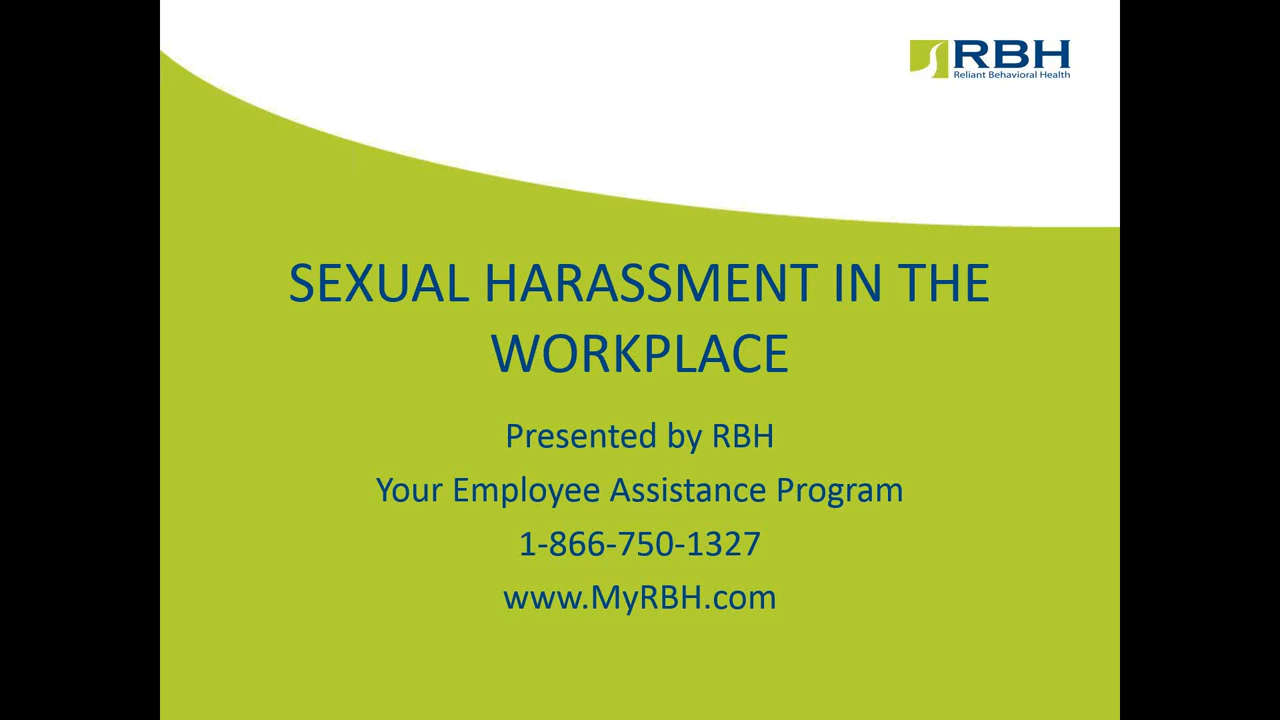 RBH
Reliant Behavioral Health
SEXUAL HARASSMENT IN THE
WORKPLACE
Presented by RBH
Your Employee Assistance Program
1-866-750-1327
www.MyRBH.com